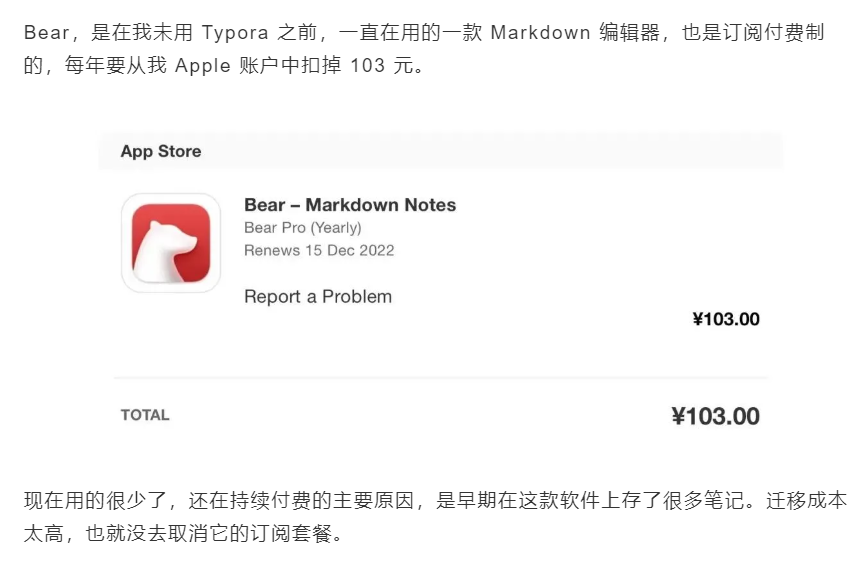 Bear，是在我未用 Typora 之前，一直在用的一款 Markdown 编辑器，也是订阅付费制
的，每年要从我 Apple 账户中扣掉 103 元。
App Store
Bear – Markdown Notes
Bear Pro (Yearly)
Renews 15 Dec 2022
Report a Problem
¥103.00
TOTAL
¥103.00
现在用的很少了，还在持续付费的主要原因，是早期在这款软件上存了很多笔记。迁移成本
太高，也就没去取消它的订阅套餐。